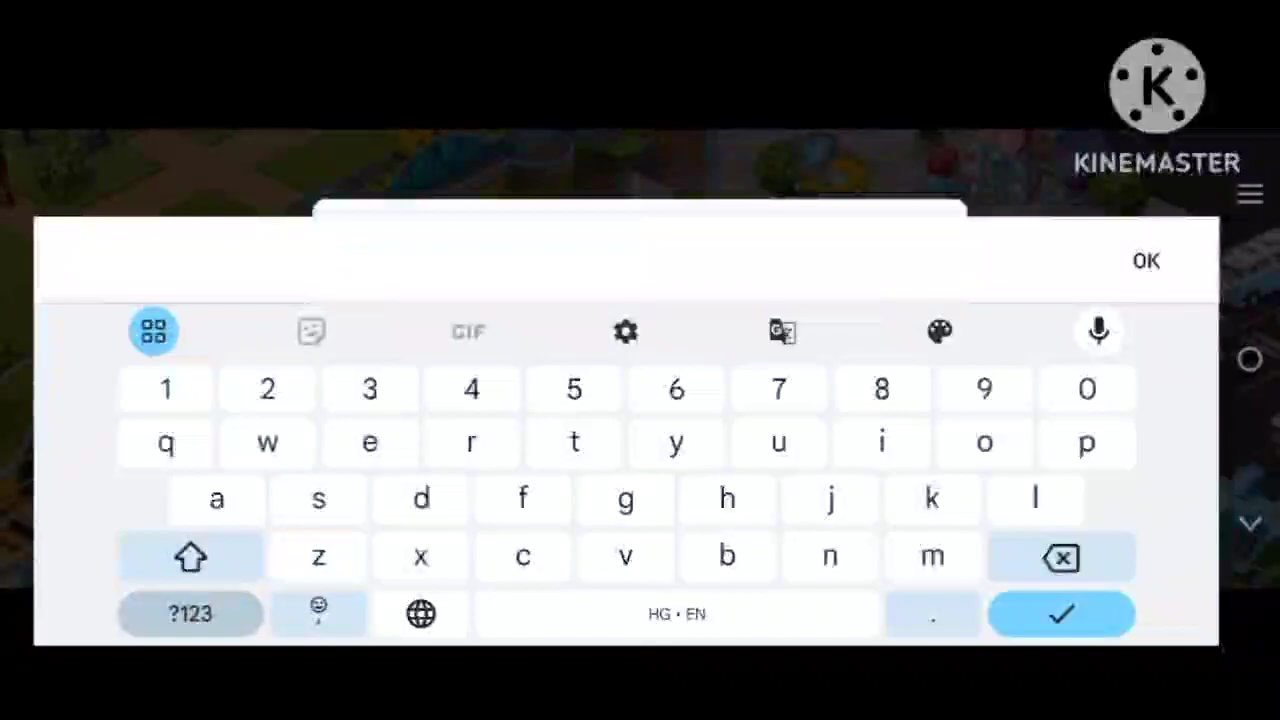 K
KINEMASTER
OK
GIF
1 2 3 4 5 6 7 8 9 0
q w e r t y u i o p
a s d f g h j k l
z x c v b n m
?123 , HG • EN .